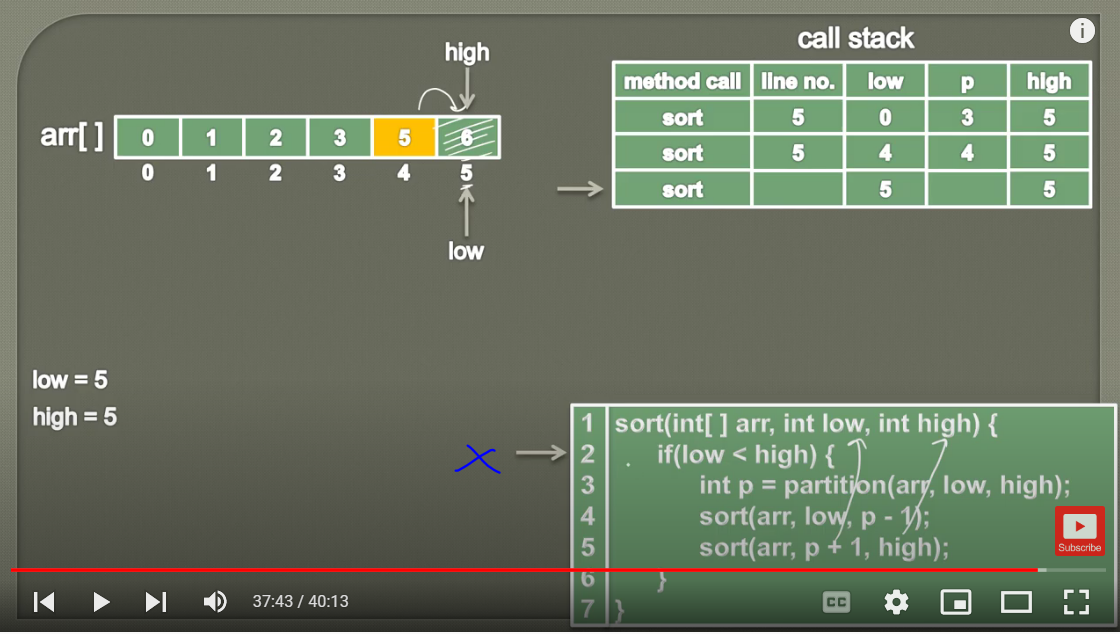 call stack
high
method call line no. low p high
arr[ ] 0 1 2 3 5 6
0 1 2 3 4 5
sort 5 0 3 5
sort 5 4 4 5
sort 5 5
low
low = 5
high = 5
1 sort(int[ ] arr, int low, int high) {
2 if(low < high) {
3 int p = partition(arr, low, high);
4 sort(arr, low, p - 1);
5 sort(arr, p + 1, high);
6 }
7 }
Subscribe
37:43 / 40:13
CC